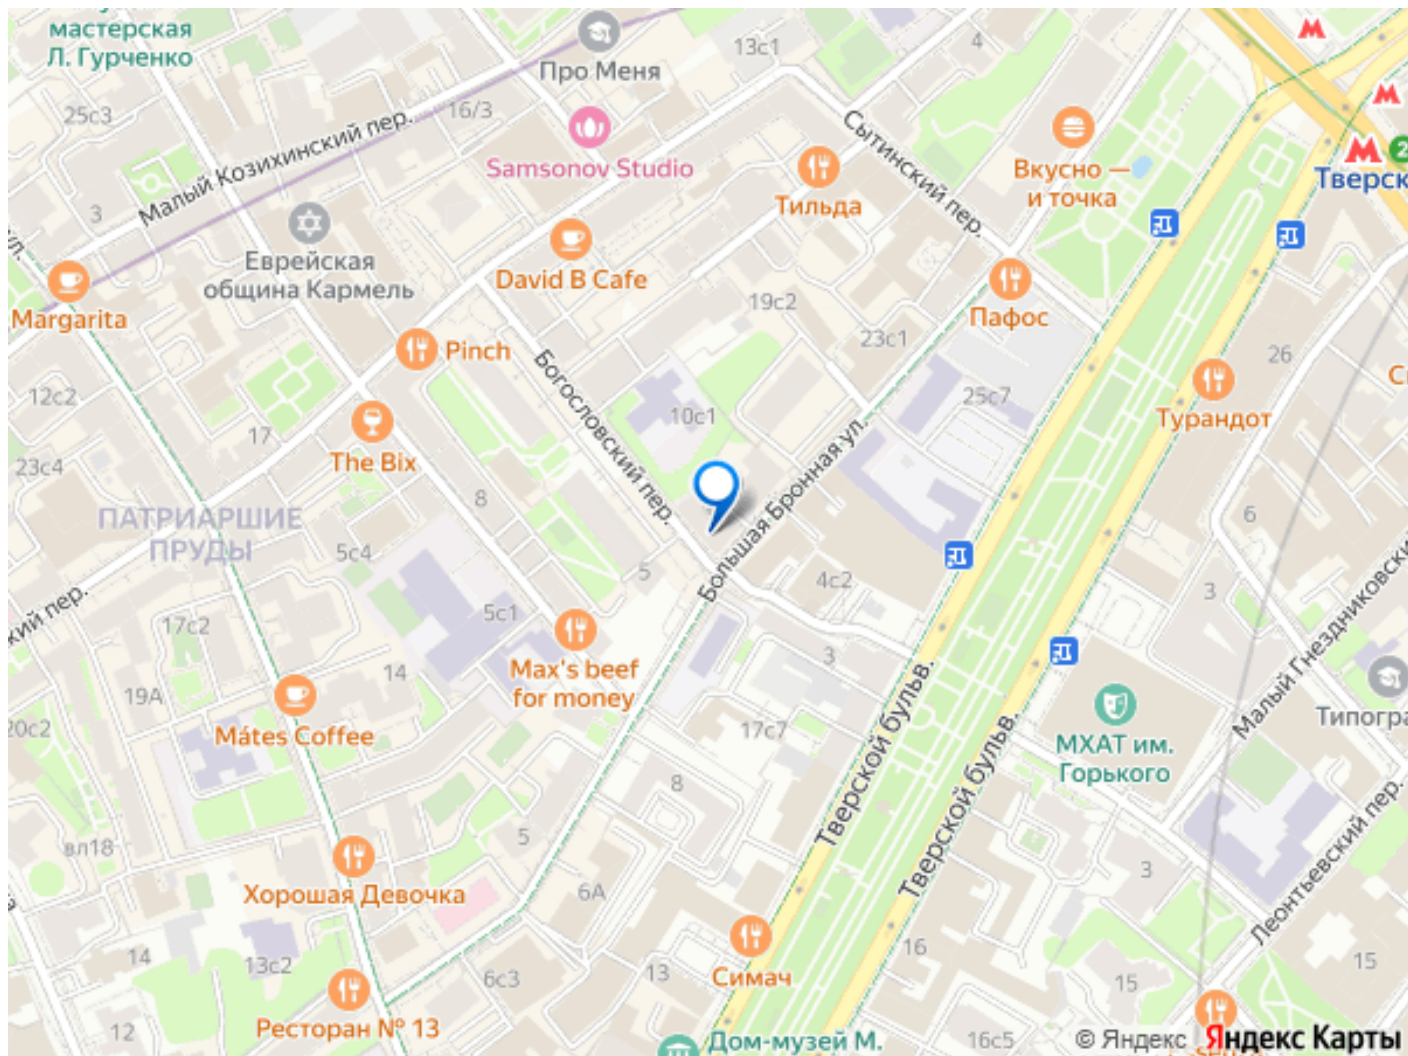 мастерская
Л. Гурченко
Про Меня
13с1
4
25с3
16/3
Малый Козихинский пер.
Samsonov Studio
Сытинский пер.
Вкусно —
и точка
Тверск
2
Тильда
3
ул.
Еврейская
община Кармель
David B Cafe
Margarita
19с2
Пафос
Pinch
23с1
26
Богословский пер.
12с2
10с1
25с7
Турандот
17
The Bix
23с4
Большая Бронная ул.
8
6
ПАТРИАРШИЕ
ПРУДЫ
5с4
5
4с2
3
кий пер.
17с2
5с1
Малый Гнездниковский
Max's beef
for money
3
14
19А
20с2
Mátes Coffee
17с7
Тверской бульв.
Тверской бульв.
МХАТ им.
Горького
Типогра
8
5
вл18
Леонтьевский пер.
3
Хорошая Девочка
6А
14
13с2
6с3
13
Симач
16
15
15
12
Ресторан № 13
Дом-музей М.
16с5
© Яндекс Яндекс Карты